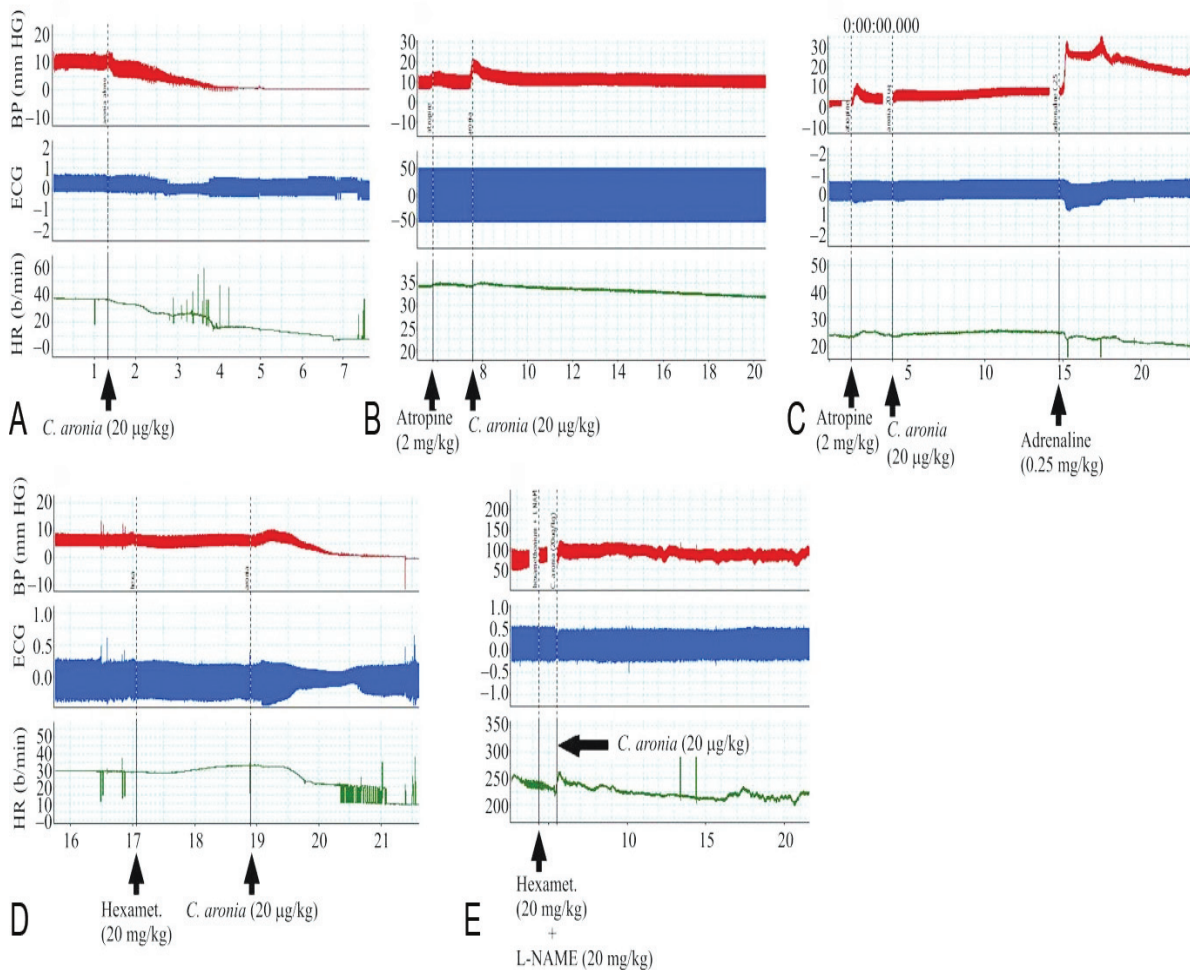 BP (mm HG)
20
10
0
−10
ECG
2
1
0
−1
−2
HR (b/min)
60
40
20
−0
1 2 3 4 5 6 7
A
C. aronia (20 µg/kg)
30
20
10
0
−10
50
0
−50
35
30
25
20
8 10 12 14 16 18 20
B
Atropine
(2 mg/kg)
C. aronia (20 µg/kg)
0:00:00.000
30
20
10
0
−10
−2
−1
0
1
−2
50
40
30
20
5 10 15 20
C
Atropine
(2 mg/kg)
C. aronia
(20 µg/kg)
Adrenaline
(0.25 mg/kg)
BP (mm HG)
20
10
0
−10
ECG
1.0
0.5
0.0
HR (b/min)
50
40
30
20
10
−0
16 17 18 19 20 21
D
Hexamet.
(20 mg/kg)
C. aronia (20 µg/kg)
200
150
100
50
1.0
0.5
0.0
−0.5
−1.0
350
300
250
200
C. aronia (20 µg/kg)
10 15 20
E
Hexamet.
(20 mg/kg)
+
L-NAME (20 mg/kg)